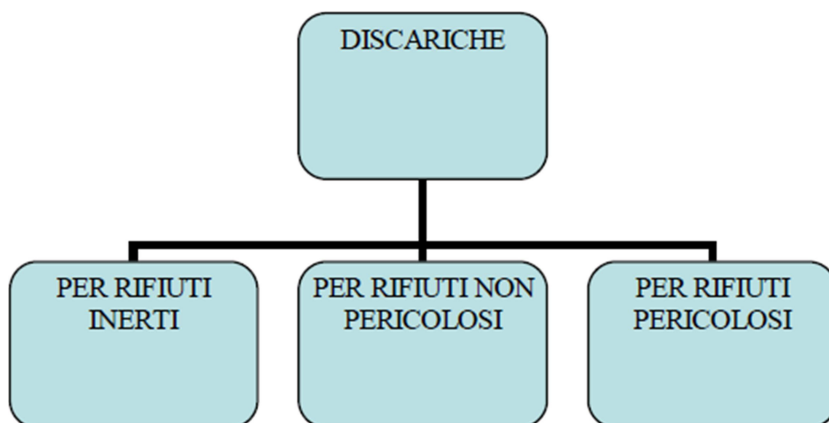 DISCARICHE
PER RIFIUTI
INERTI
PER RIFIUTI NON
PERICOLOSI
PER RIFIUTI
PERICOLOSI